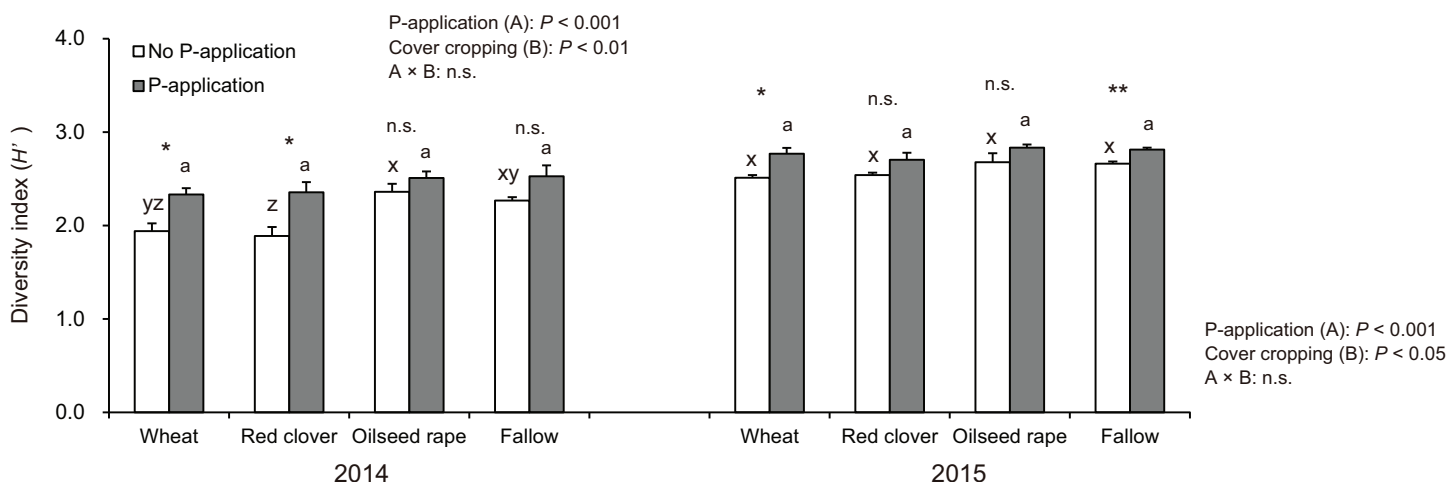 P-application (A): P < 0.001
Cover cropping (B): P < 0.01
A × B: n.s.
No P-application
P-application
Diversity index (H' )
4.0
3.0
2.0
1.0
0.0
* * n.s. n.s. * n.s. n.s. **
yz a z a x a xy a x a x a x a x a
P-application (A): P < 0.001
Cover cropping (B): P < 0.05
A × B: n.s.
Wheat Red clover Oilseed rape Fallow Wheat Red clover Oilseed rape Fallow
2014 2015